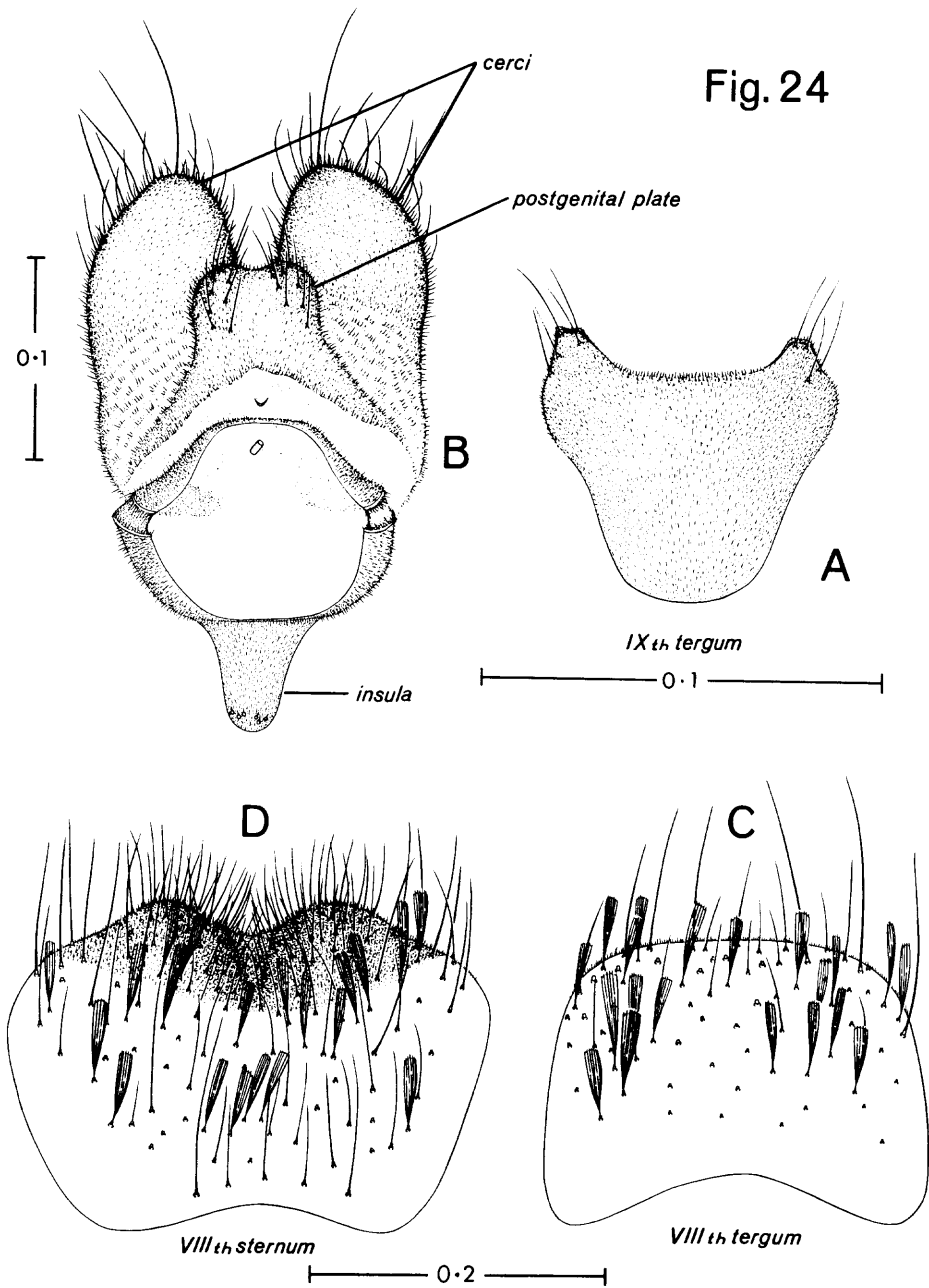 Fig. 24
cerci
postgenital plate
0·1
B
A
IXth tergum
0·1
insula
D
C
VIIIth sternum
VIIIth tergum
0·2